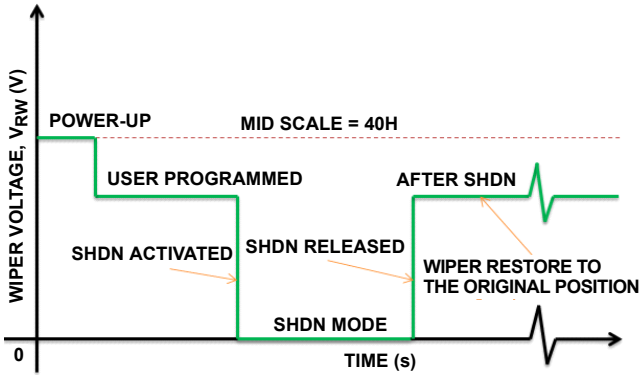 WIPER VOLTAGE, VRW (V)
POWER-UP
MID SCALE = 40H
USER PROGRAMMED
AFTER SHDN
SHDN ACTIVATED
SHDN RELEASED
WIPER RESTORE TO
THE ORIGINAL POSITION
SHDN MODE
0
TIME (s)